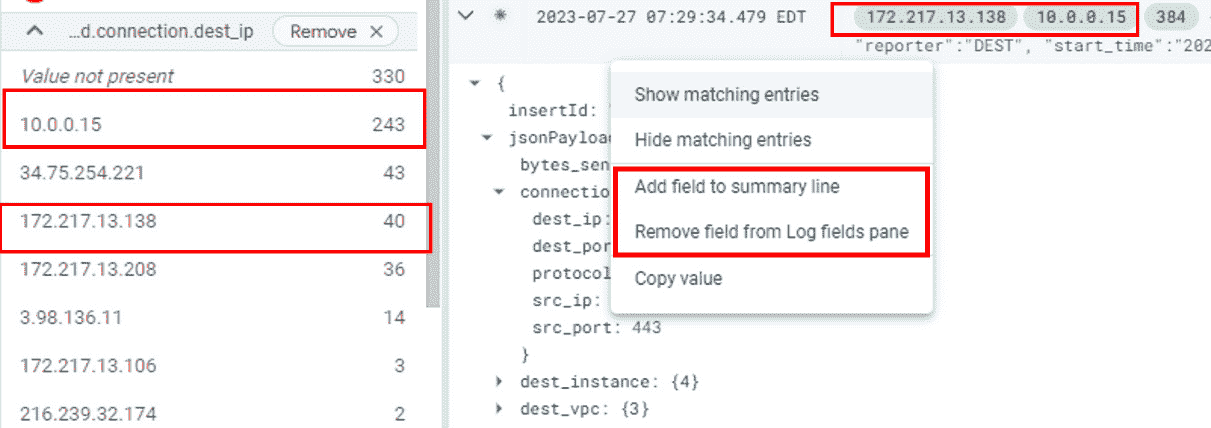 ...d.connection.dest_ip Remove ×
Value not present 330
10.0.0.15 243
34.75.254.221 43
172.217.13.138 40
172.217.13.208 36
3.98.136.11 14
172.217.13.106 3
216.239.32.174 2
2023-07-27 07:29:34.479 EDT 172.217.13.138 10.0.0.15 384
"reporter":"DEST", "start_time":"202
{
insertId:
jsonPayload
bytes_sen
connectio
dest_ip:
dest_por
protocol
src_ip:
src_port: 443
}
dest_instance: {4}
dest_vpc: {3}
Show matching entries
Hide matching entries
Add field to summary line
Remove field from Log fields pane
Copy value